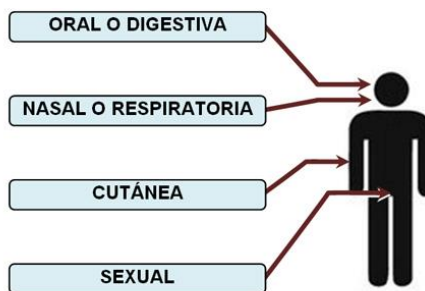 ORAL O DIGESTIVA
NASAL O RESPIRATORIA
CUTÁNEA
SEXUAL